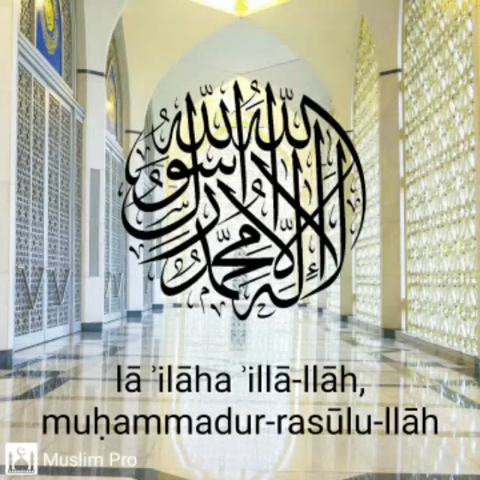 لا إله إلا الله محمد رسول الله
lā ʾilāha ʾillā-llāh,
muḥammadur-rasūlu-llāh
Muslim Pro